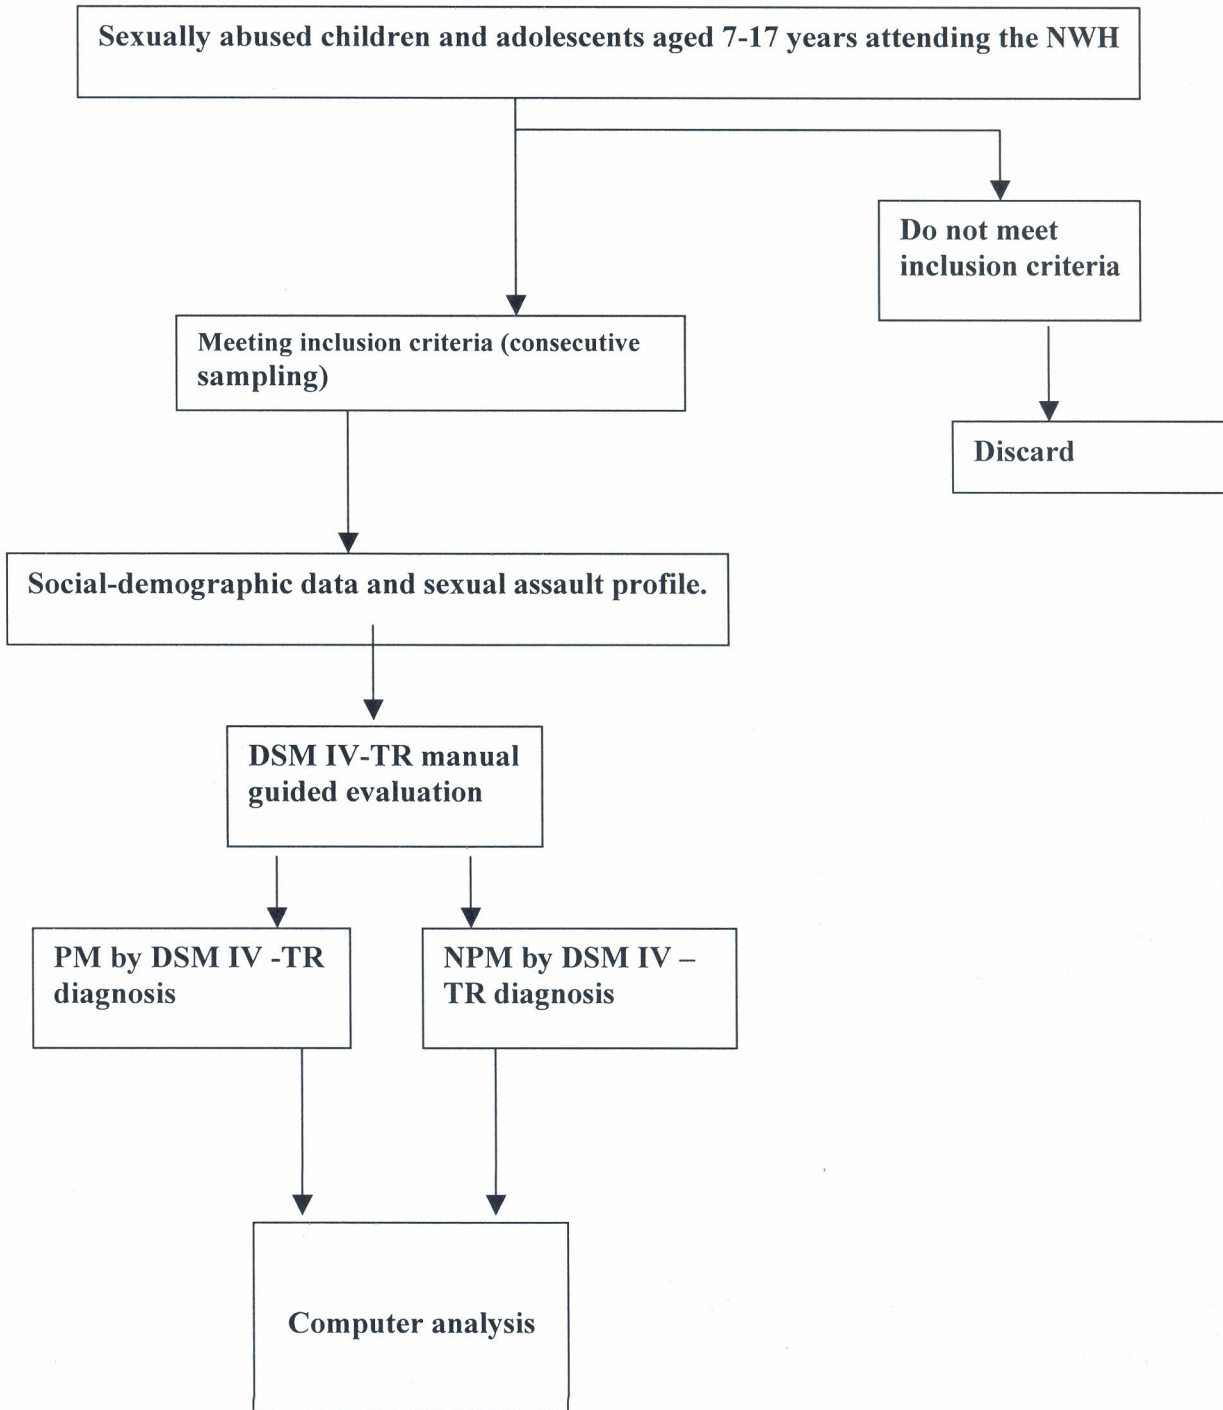 Sexually abused children and adolescents aged 7-17 years attending the NWH
Do not meet
inclusion criteria
Meeting inclusion criteria (consecutive
sampling)
Discard
Social-demographic data and sexual assault profile.
DSM IV-TR manual
guided evaluation
PM by DSM IV -TR
diagnosis
NPM by DSM IV –
TR diagnosis
Computer analysis